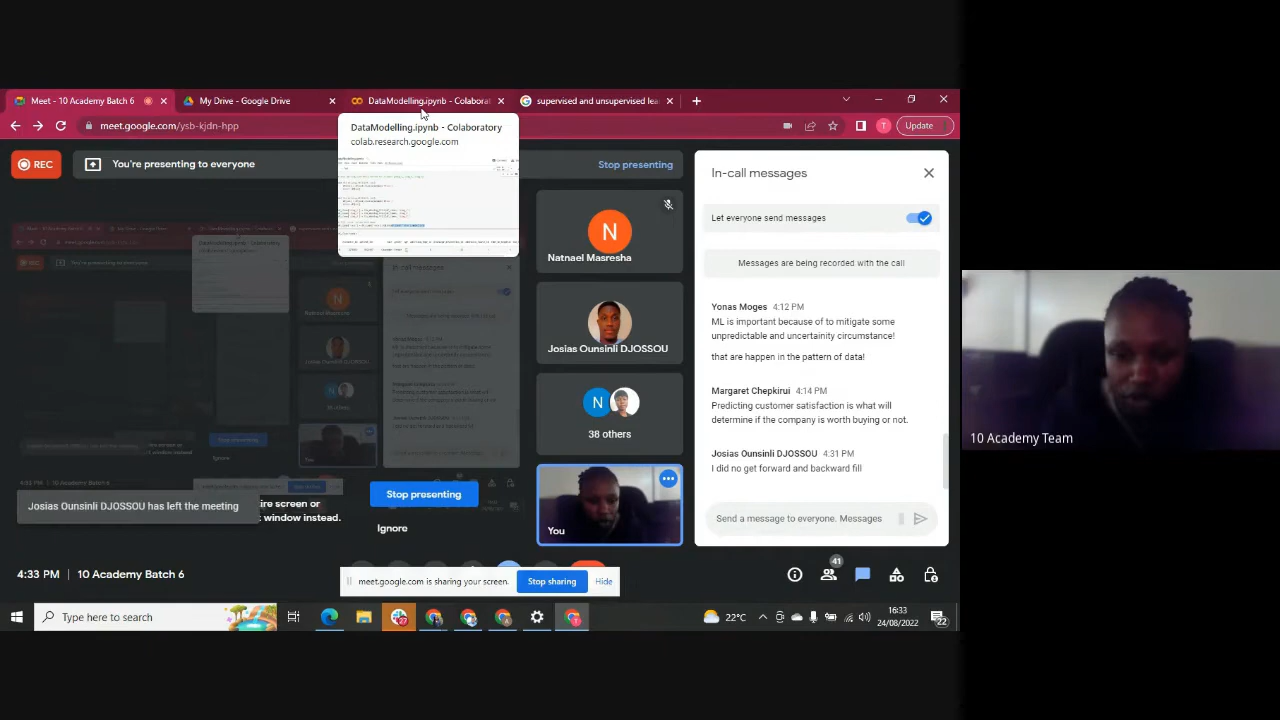 Meet - 10 Academy Batch 6
My Drive - Google Drive
DataModelling.ipynb - Colaborat
supervised and unsupervised lea
meet.google.com/ysb-kjdn-hpp
T
Update
DataModelling.ipynb - Colaboratory
colab.research.google.com
REC
You're presenting to everyone
Stop presenting
In-call messages
Let everyone send messages
Messages are being recorded with the call
N
Natnael Masresha
Josias Ounsinli DJOSSOU
N
38 others
You
Yonas Moges 4:12 PM
ML is important because of to mitigate some
unpredictable and uncertainity circumstance!
that are happen in the pattern of data!
Margaret Chepkirui 4:14 PM
Predicting customer satisfaction is what will
determine if the company is worth buying or not.
Josias Ounsinli DJOSSOU 4:31 PM
I did no get forward and backward fill
Send a message to everyone. Messages
Josias Ounsinli DJOSSOU has left the meeting
ire screen or
window instead.
Stop presenting
Ignore
4:33 PM | 10 Academy Batch 6
meet.google.com is sharing your screen.
Stop sharing
Hide
41
Type here to search
27
22°C
16:33
24/08/2022
22
10 Academy Team